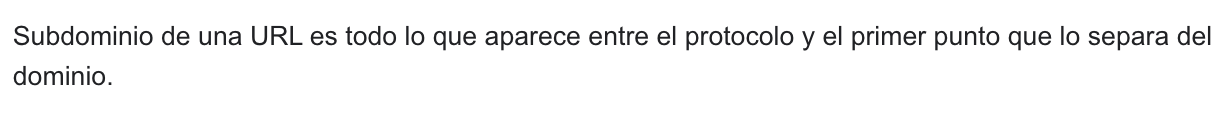 Subdominio de una URL es todo lo que aparece entre el protocolo y el primer punto que lo separa del
dominio.